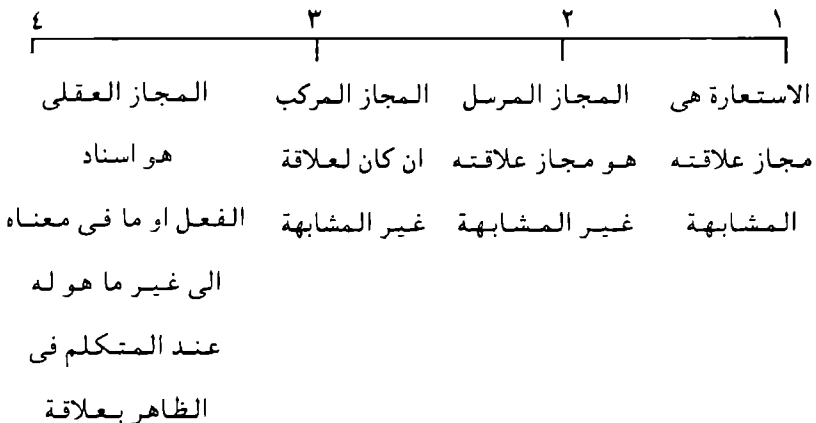 ١ ٢ ٣ ٤
الاستعارة هى المجاز المرسل المجاز المركب المجاز العقلى
مجاز علاقته هو مجاز علاقته ان كان لعلاقة هو اسناد
المشابهة غير المشابهة غير المشابهة الفعل او ما فى معناه
الى غير ما هو له
عند المتكلم فى
الظاهر بعلاقة